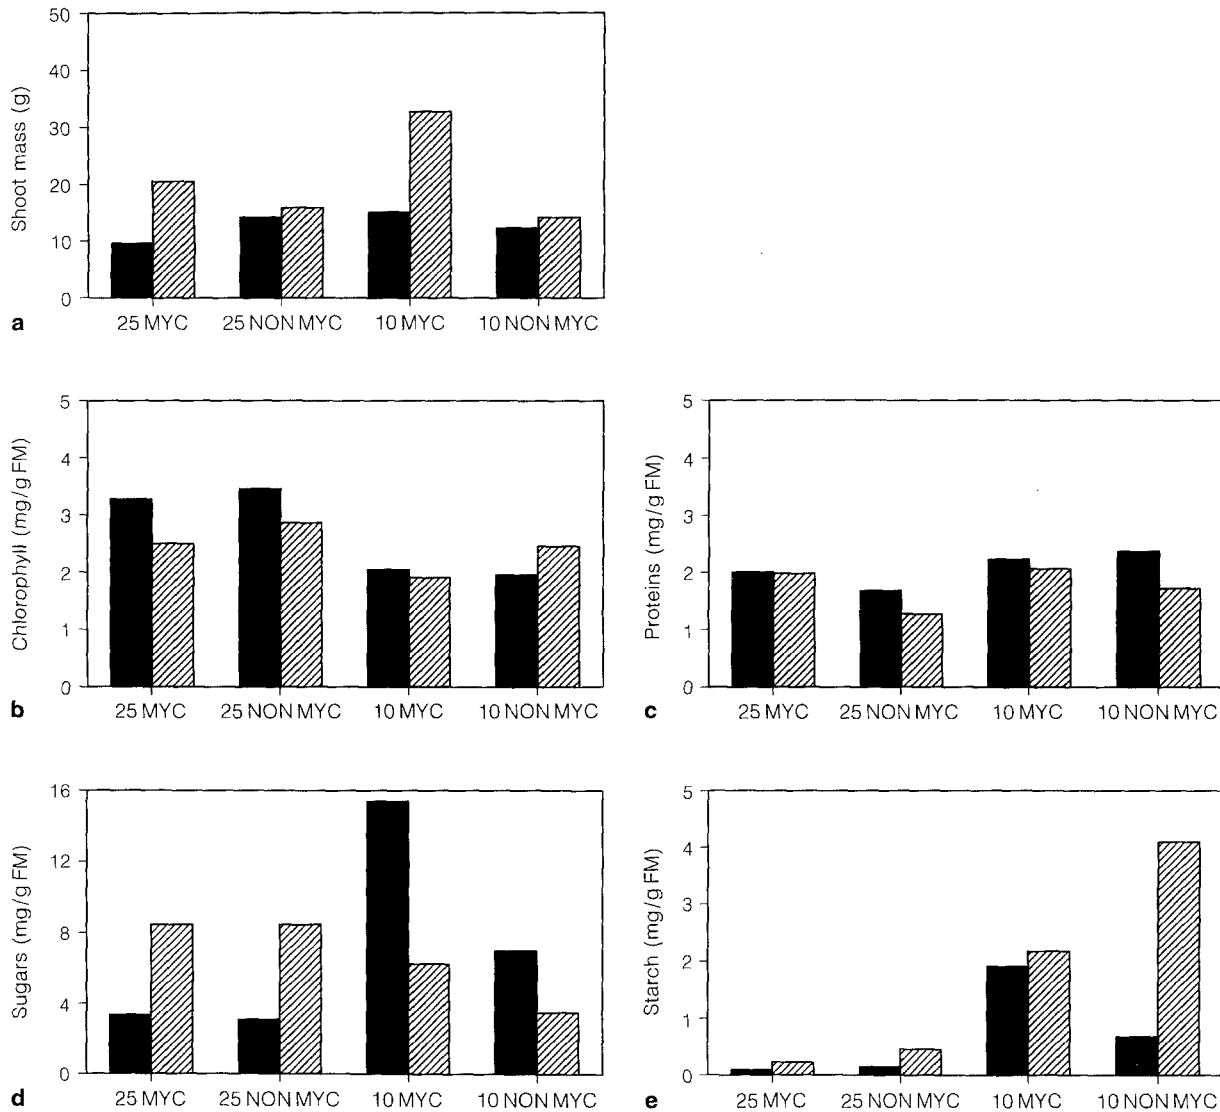 Shoot mass (g)
50
40
30
20
10
0
25 MYC 25 NON MYC 10 MYC 10 NON MYC
a
Chlorophyll (mg/g FM)
5
4
3
2
1
0
25 MYC 25 NON MYC 10 MYC 10 NON MYC
b
Proteins (mg/g FM)
5
4
3
2
1
0
25 MYC 25 NON MYC 10 MYC 10 NON MYC
c
Sugars (mg/g FM)
16
12
8
4
0
25 MYC 25 NON MYC 10 MYC 10 NON MYC
d
Starch (mg/g FM)
5
4
3
2
1
0
25 MYC 25 NON MYC 10 MYC 10 NON MYC
e